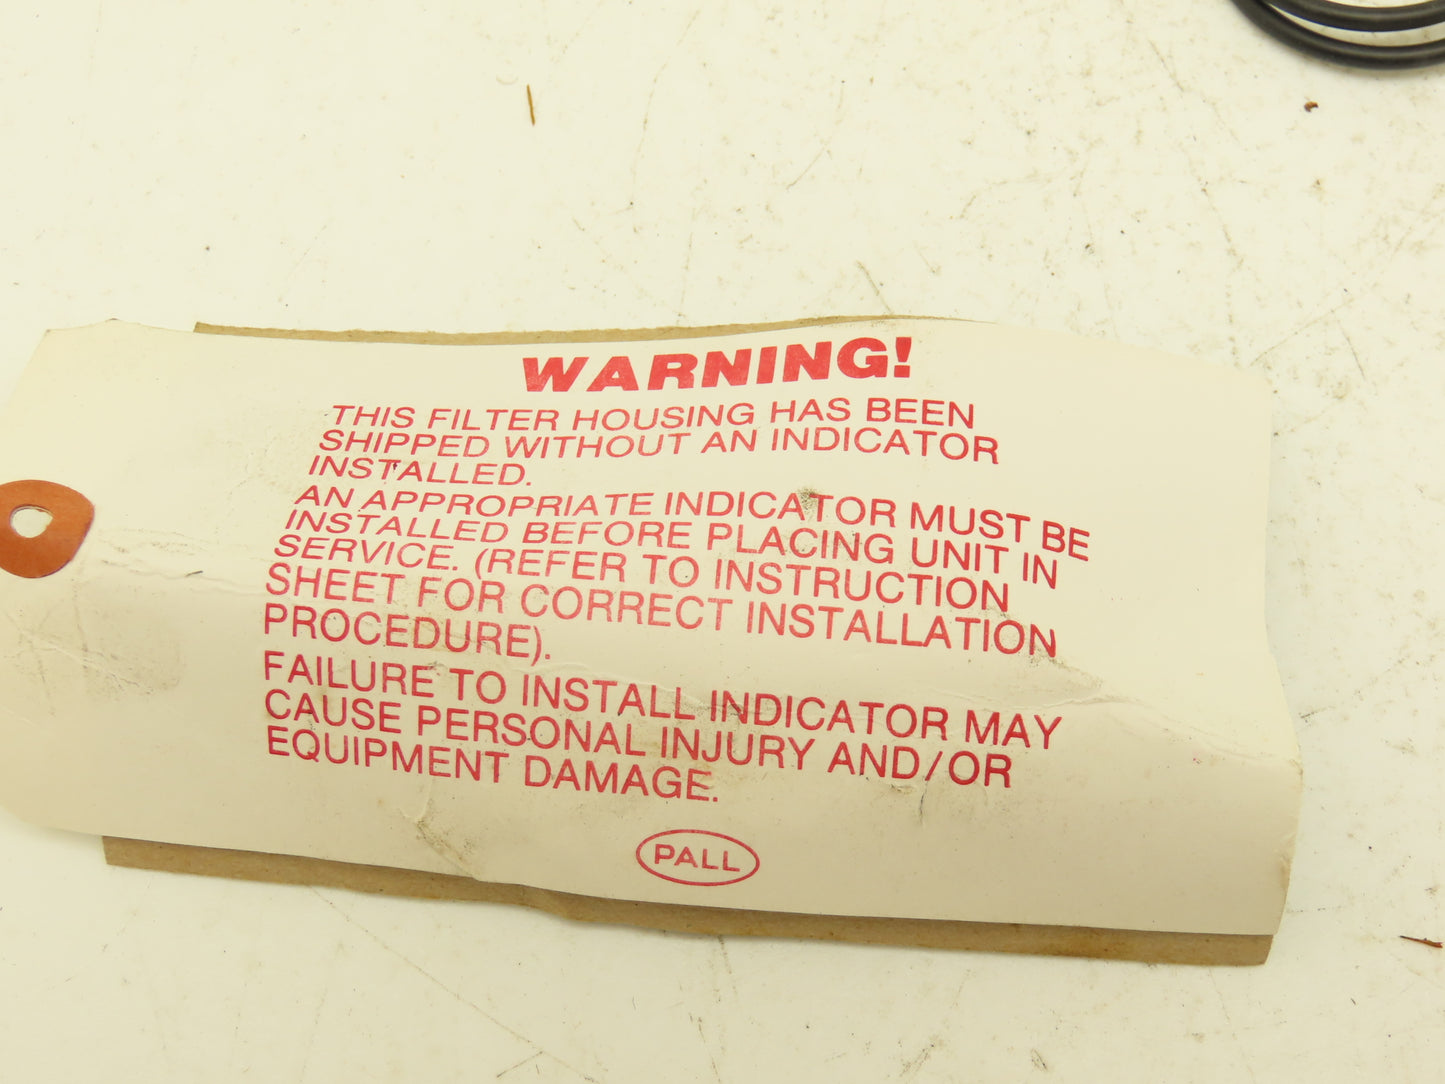 WARNING!
THIS FILTER HOUSING HAS BEEN
SHIPPED WITHOUT AN INDICATOR
INSTALLED.
AN APPROPRIATE INDICATOR MUST BE
INSTALLED BEFORE PLACING UNIT IN
SERVICE. (REFER TO INSTRUCTION
SHEET FOR CORRECT INSTALLATION
PROCEDURE).
FAILURE TO INSTALL INDICATOR MAY
CAUSE PERSONAL INJURY AND/OR
EQUIPMENT DAMAGE.
PALL